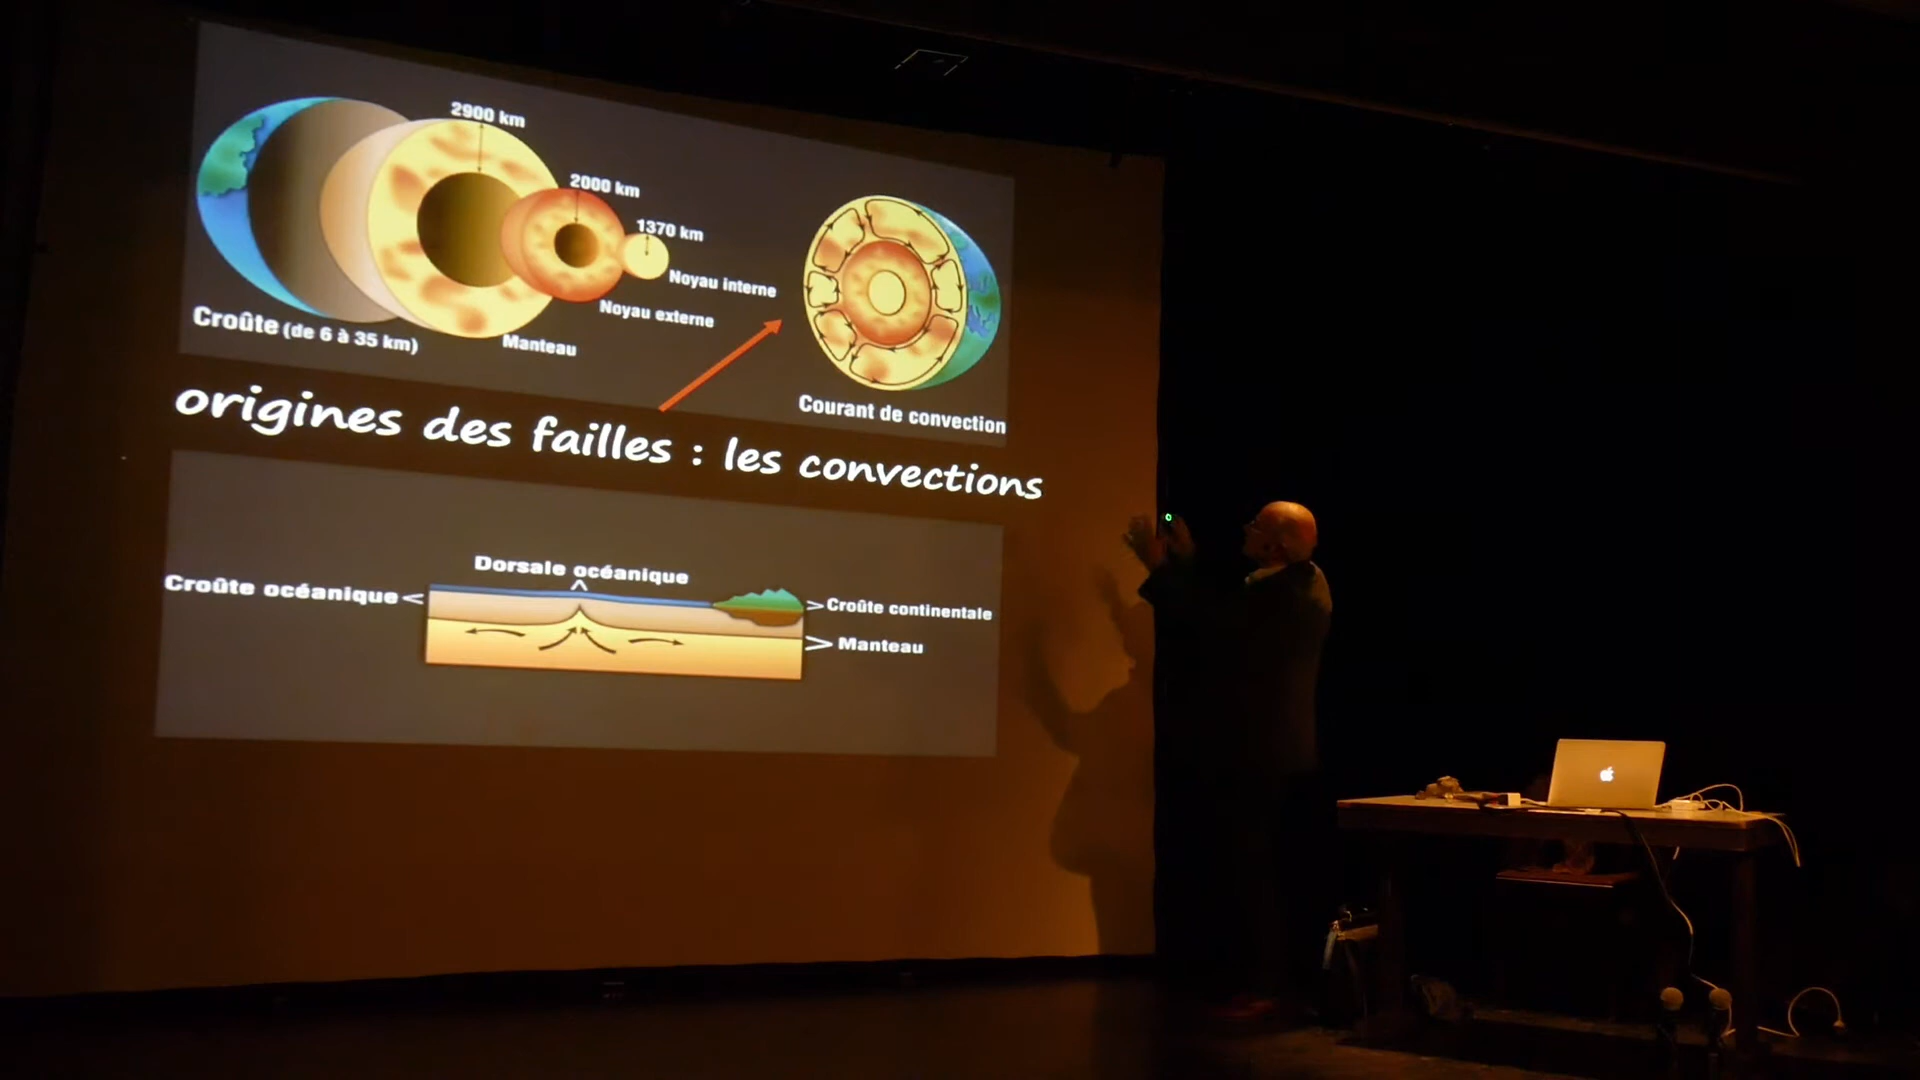 2900 km
2000 km
1370 km
Noyau interne
Noyau externe
Manteau
Croûte (de 6 à 35 km)
Courant de convection
origines des failles : les convections
Dorsale océanique
Croûte océanique <
> Croûte continentale
> Manteau